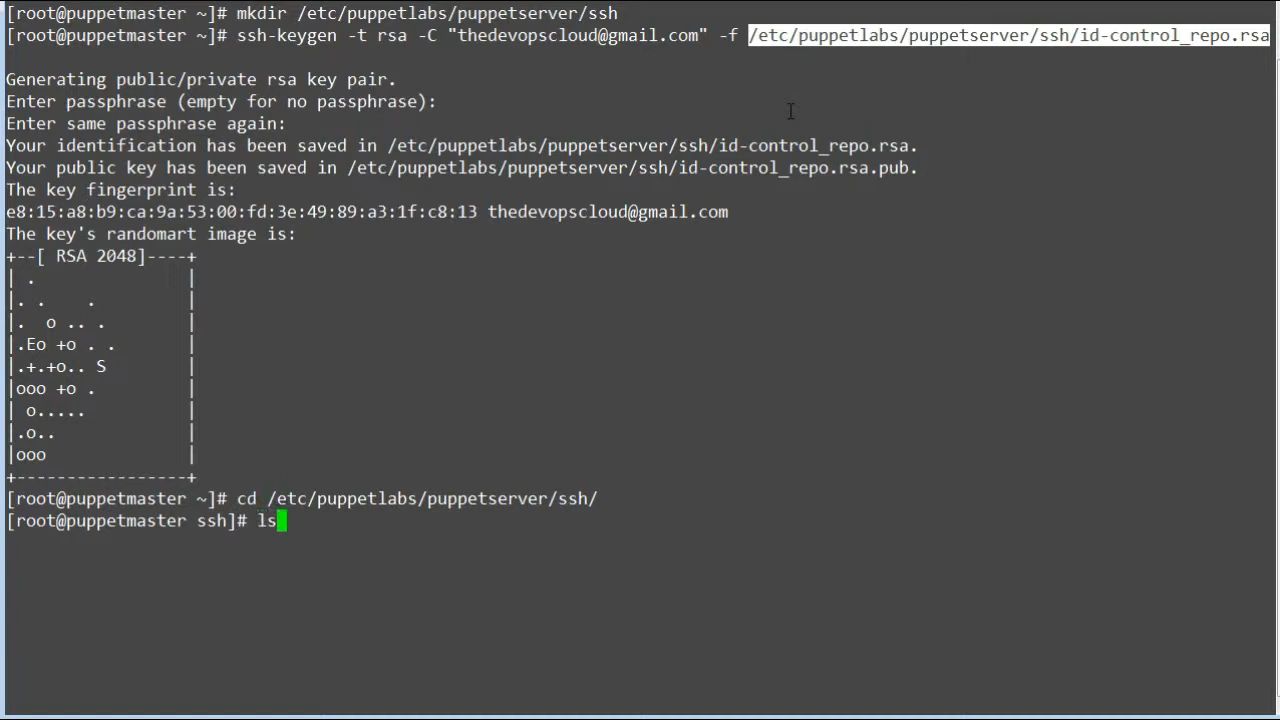 [root@puppetmaster ~]# mkdir /etc/puppetlabs/puppetserver/ssh
[root@puppetmaster ~]# ssh-keygen -t rsa -C "thedevopscloud@gmail.com" -f /etc/puppetlabs/puppetserver/ssh/id-control_repo.rsa
Generating public/private rsa key pair.
Enter passphrase (empty for no passphrase):
Enter same passphrase again:
Your identification has been saved in /etc/puppetlabs/puppetserver/ssh/id-control_repo.rsa.
Your public key has been saved in /etc/puppetlabs/puppetserver/ssh/id-control_repo.rsa.pub.
The key fingerprint is:
e8:15:a8:b9:ca:9a:53:00:fd:3e:49:89:a3:1f:c8:13 thedevopscloud@gmail.com
The key's randomart image is:
+--[ RSA 2048]----+
| .               |
|. .    .         |
|.  o .. .        |
|.Eo +o . .       |
|.+.+o.. S        |
|ooo +o .         |
| o.....          |
|.o..             |
|ooo              |
+-----------------+
[root@puppetmaster ~]# cd /etc/puppetlabs/puppetserver/ssh/
[root@puppetmaster ssh]# ls